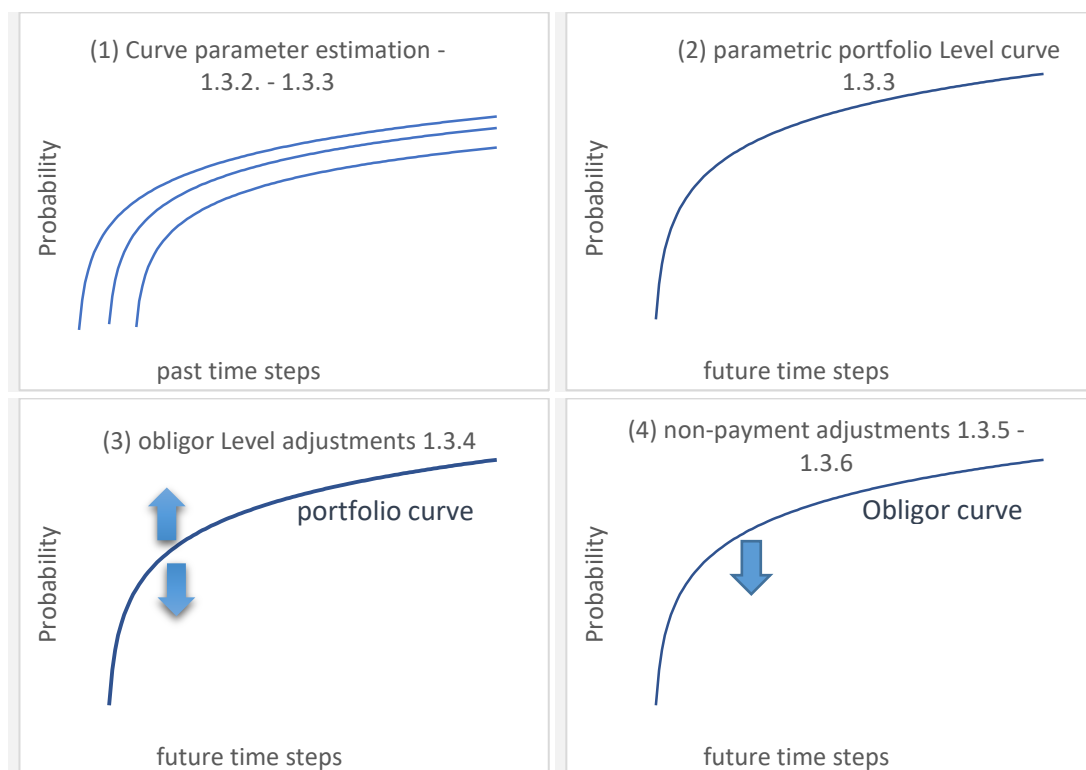 (1) Curve parameter estimation -
1.3.2. - 1.3.3
Probability
past time steps
(2) parametric portfolio Level curve
1.3.3
Probability
future time steps
(3) obligor Level adjustments 1.3.4
portfolio curve
Probability
future time steps
(4) non-payment adjustments 1.3.5 -
1.3.6
Obligor curve
Probability
future time steps